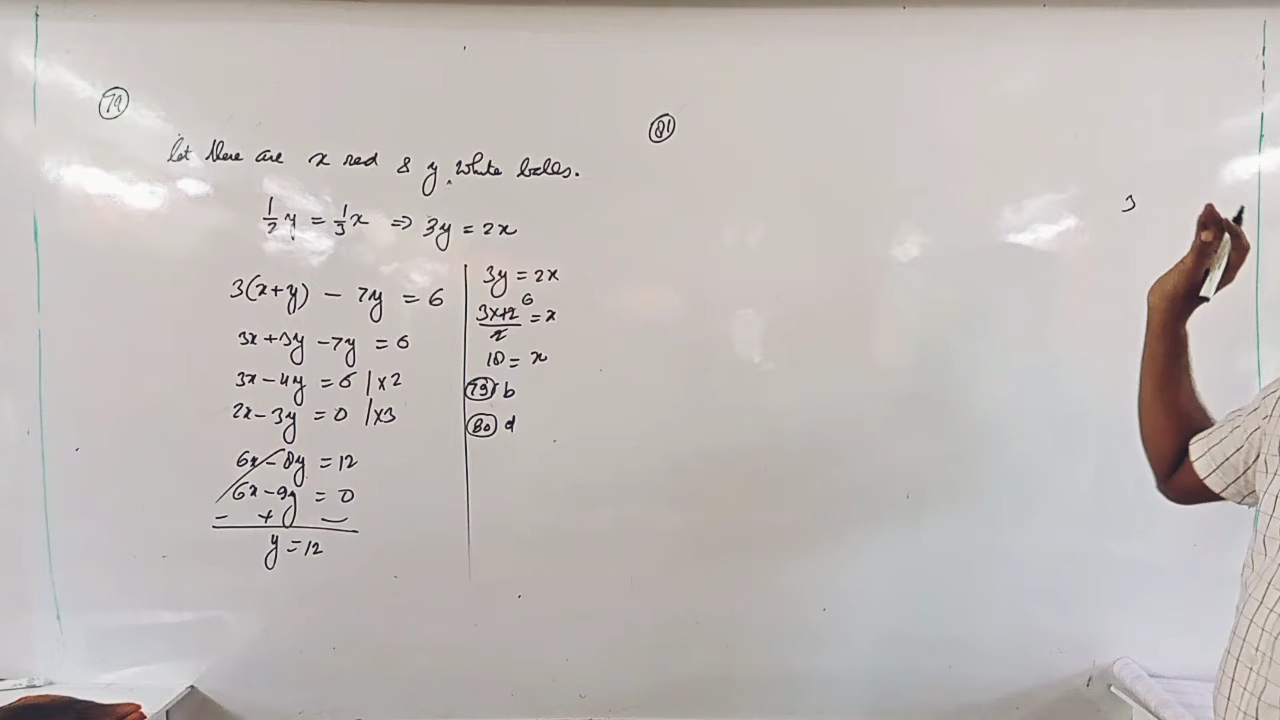 79
let there are x red & y white balls.
1/2 y = 1/3 x ⇒ 3y = 2x
3(x+y) - 7y = 6
3x+3y-7y = 6
3x-4y = 6 | x2
2x-3y = 0 | x3
6x-8y = 12
6x-9y = 0
- + -
y = 12
3y = 2x
6
3x12/2 = x
18 = x
79 b
80 d
81
3